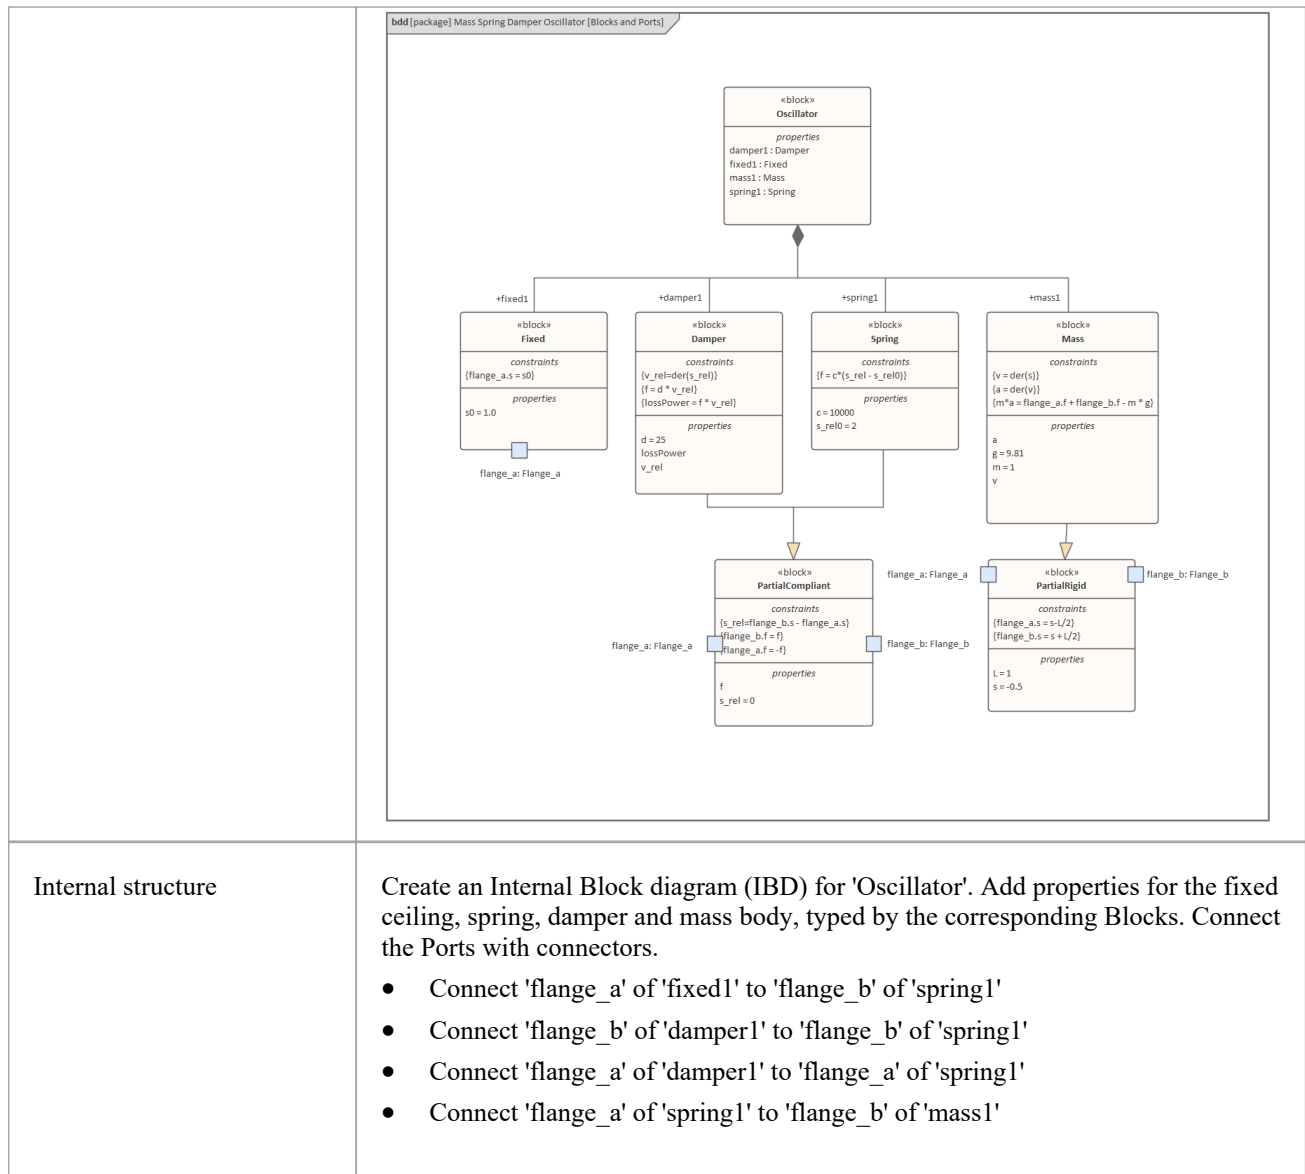 bdd [package] Mass Spring Damper Oscillator [Blocks and Ports]
«block»
Oscillator
properties
damper1 : Damper
fixed1 : Fixed
mass1 : Mass
spring1 : Spring
+fixed1
+damper1
+spring1
+mass1
«block»
Fixed
constraints
{flange_a.s = s0}
properties
s0 = 1.0
flange_a: Flange_a
«block»
Damper
constraints
{v_rel=der(s_rel)}
{f = d * v_rel}
{lossPower = f * v_rel}
properties
d = 25
lossPower
v_rel
«block»
Spring
constraints
{f = c*(s_rel - s_rel0)}
properties
c = 10000
s_rel0 = 2
«block»
Mass
constraints
{v = der(s)}
{a = der(v)}
{m*a = flange_a.f + flange_b.f - m * g}
properties
a
g = 9.81
m = 1
v
«block»
PartialCompliant
constraints
{s_rel=flange_b.s - flange_a.s}
{flange_b.f = f}
{flange_a.f = -f}
properties
f
s_rel = 0
flange_a: Flange_a
flange_b: Flange_b
flange_a: Flange_a
«block»
PartialRigid
flange_b: Flange_b
constraints
{flange_a.s = s-L/2}
{flange_b.s = s + L/2}
properties
L = 1
s = -0.5
Internal structure
Create an Internal Block diagram (IBD) for 'Oscillator'. Add properties for the fixed
ceiling, spring, damper and mass body, typed by the corresponding Blocks. Connect
the Ports with connectors.
• Connect 'flange_a' of 'fixed1' to 'flange_b' of 'spring1'
• Connect 'flange_b' of 'damper1' to 'flange_b' of 'spring1'
• Connect 'flange_a' of 'damper1' to 'flange_a' of 'spring1'
• Connect 'flange_a' of 'spring1' to 'flange_b' of 'mass1'